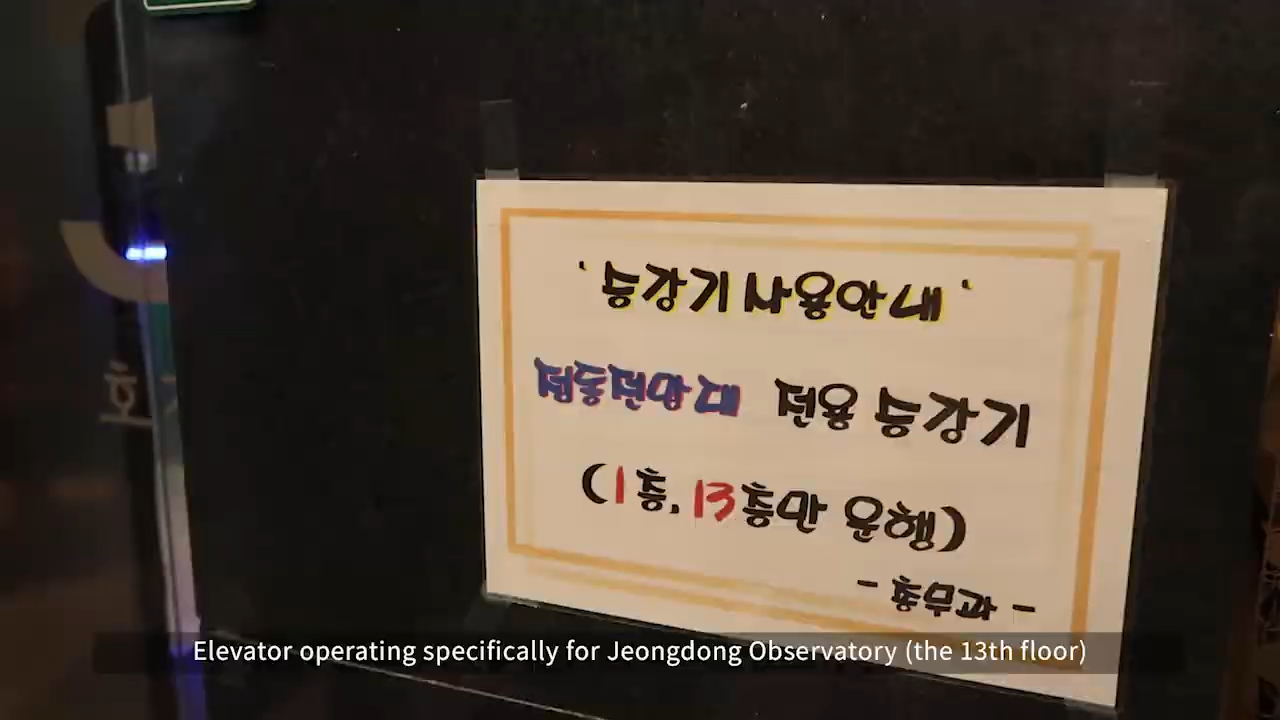 승강기 사용안내
정동전망대 전용 승강기
(1층, 13층만 운행)
- 총무과 -
호
Elevator operating specifically for Jeongdong Observatory (the 13th floor)